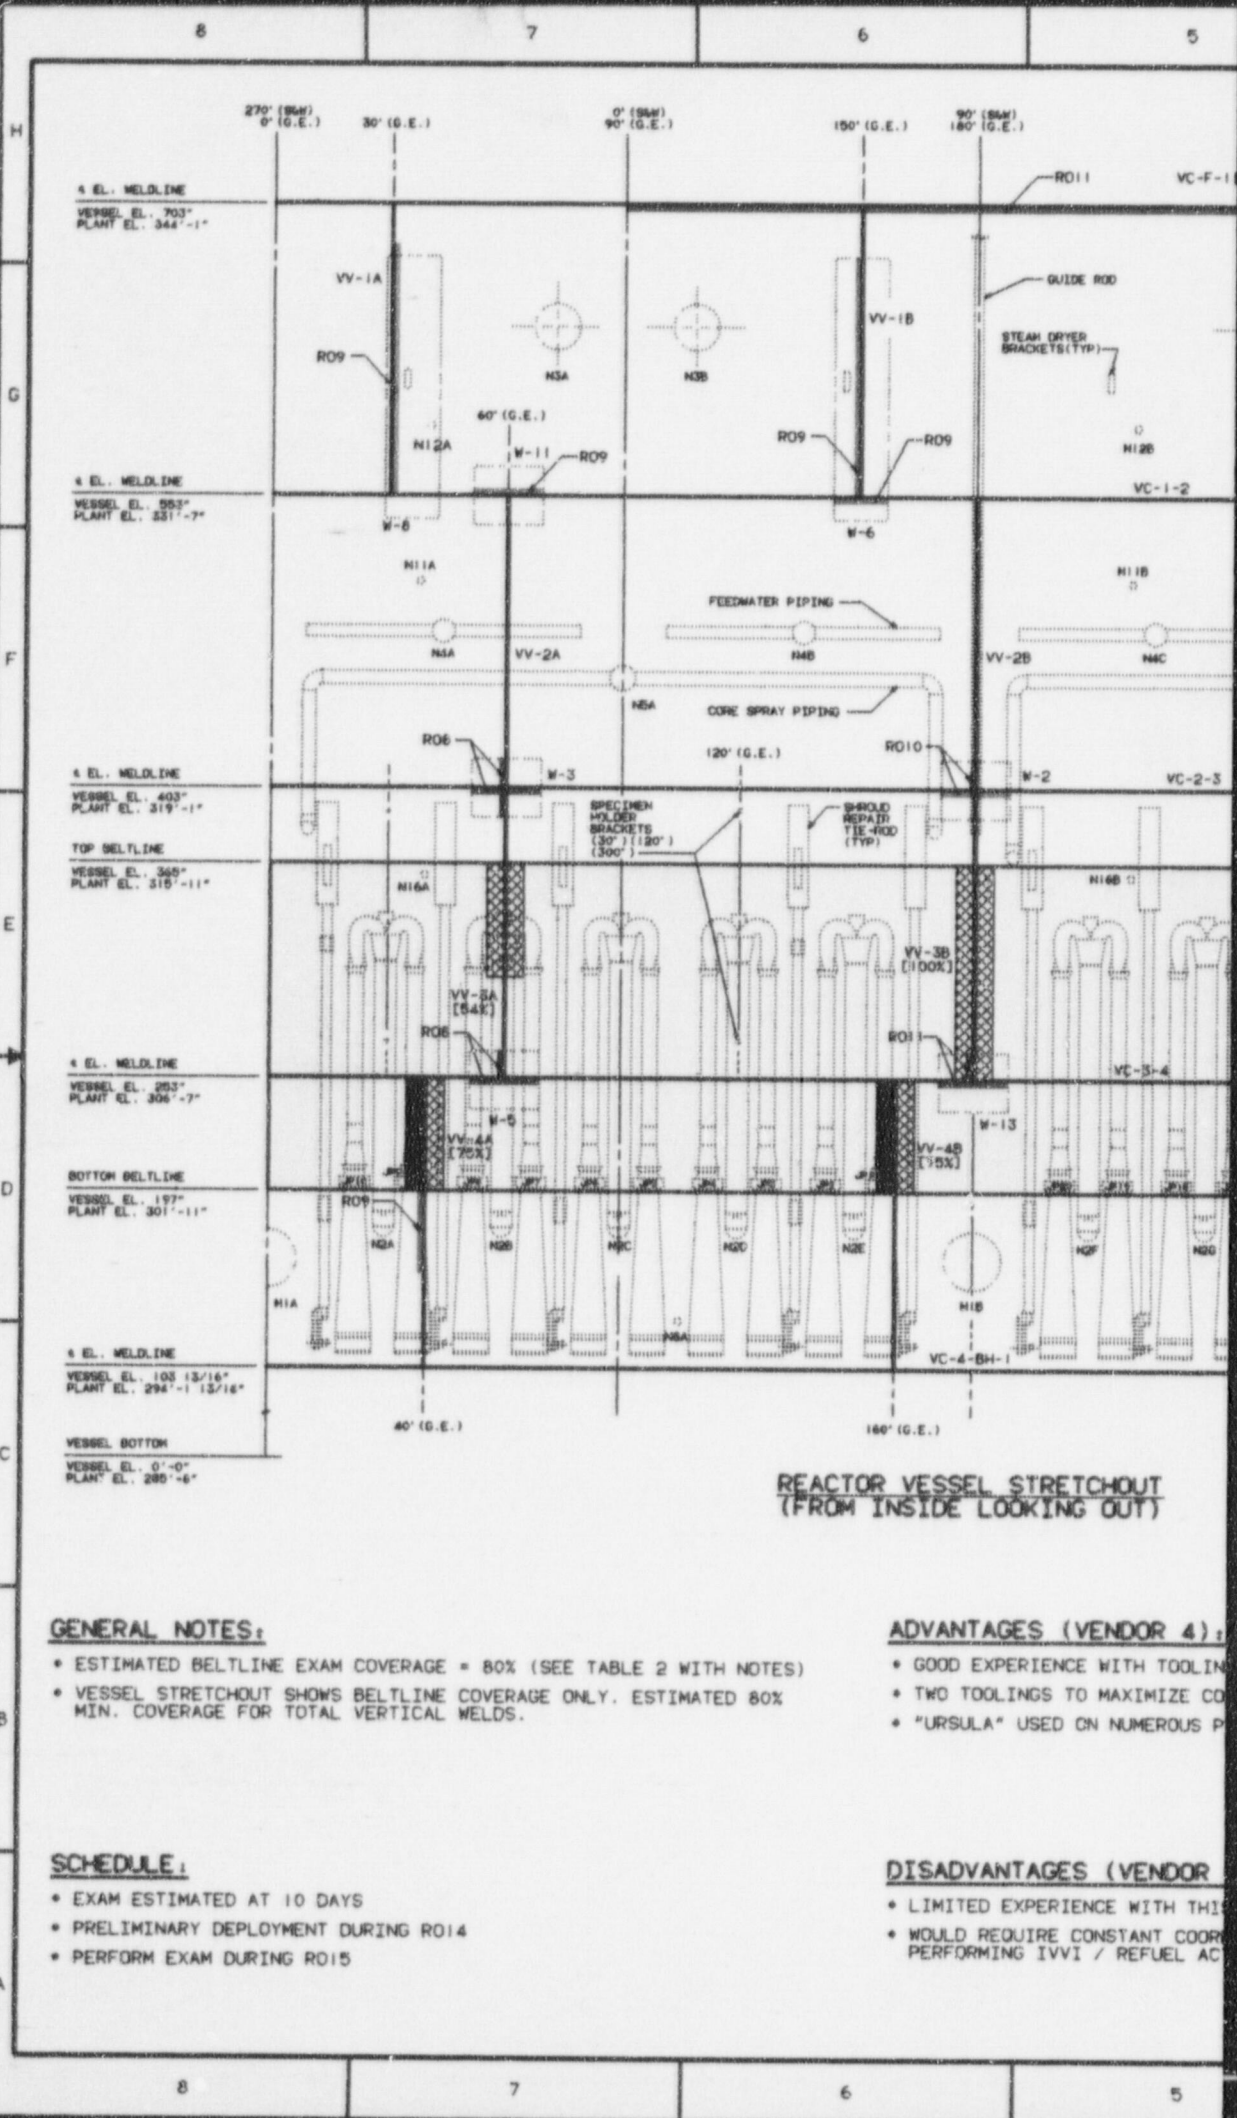 8 7 6 5
H
270° (B&W)
0° (G.E.)
30° (G.E.)
0° (B&W)
90° (G.E.)
150° (G.E.)
90° (B&W)
180° (G.E.)
RO11
VC-F-1
℄ EL. WELDLINE
VESSEL EL. 703"
PLANT EL. 344'-1"
VV-1A
GUIDE ROD
VV-1B
STEAM DRYER
BRACKETS(TYP)
RO9
N3A
N3B
G
60° (G.E.)
N12A
W-11
RO9
RO9
RO9
N12B
℄ EL. WELDLINE
VESSEL EL. 553"
PLANT EL. 331'-7"
VC-1-2
W-8
W-6
N11A
N11B
FEEDWATER PIPING
F
N4A
VV-2A
N4B
VV-2B
N4C
N5A
CORE SPRAY PIPING
RO8
120° (G.E.)
RO10
℄ EL. WELDLINE
VESSEL EL. 403"
PLANT EL. 319'-1"
W-3
W-2
VC-2-3
SPECIMEN
HOLDER
BRACKETS
(30°)(120°)
(300°)
SHROUD
REPAIR
TIE-ROD
(TYP)
TOP BELTLINE
VESSEL EL. 365"
PLANT EL. 315'-11"
N16A
N16B
E
VV-3B
[100%]
VV-3A
[54%]
RO8
RO11
℄ EL. WELDLINE
VESSEL EL. 253"
PLANT EL. 306'-7"
VC-3-4
W-5
W-13
VV-4A
[75%]
VV-4B
[75%]
D
BOTTOM BELTLINE
VESSEL EL. 197"
PLANT EL. 301'-11"
RO9
N2A
N2B
N2C
N2D
N2E
N2F
N2G
N1A
N1B
℄ EL. WELDLINE
VESSEL EL. 103 13/16"
PLANT EL. 294'-1 13/16"
VC-4-BH-1
40° (G.E.)
160° (G.E.)
C
VESSEL BOTTOM
VESSEL EL. 0'-0"
PLANT EL. 285'-6"
REACTOR VESSEL STRETCHOUT
(FROM INSIDE LOOKING OUT)
GENERAL NOTES:
• ESTIMATED BELTLINE EXAM COVERAGE = 80% (SEE TABLE 2 WITH NOTES)
• VESSEL STRETCHOUT SHOWS BELTLINE COVERAGE ONLY. ESTIMATED 80%
MIN. COVERAGE FOR TOTAL VERTICAL WELDS.
ADVANTAGES (VENDOR 4):
• GOOD EXPERIENCE WITH TOOLIN
• TWO TOOLINGS TO MAXIMIZE CO
• "URSULA" USED ON NUMEROUS P
B
SCHEDULE:
• EXAM ESTIMATED AT 10 DAYS
• PRELIMINARY DEPLOYMENT DURING RO14
• PERFORM EXAM DURING RO15
DISADVANTAGES (VENDOR
• LIMITED EXPERIENCE WITH THIS
• WOULD REQUIRE CONSTANT COOR
PERFORMING IVVI / REFUEL AC
A
8 7 6 5